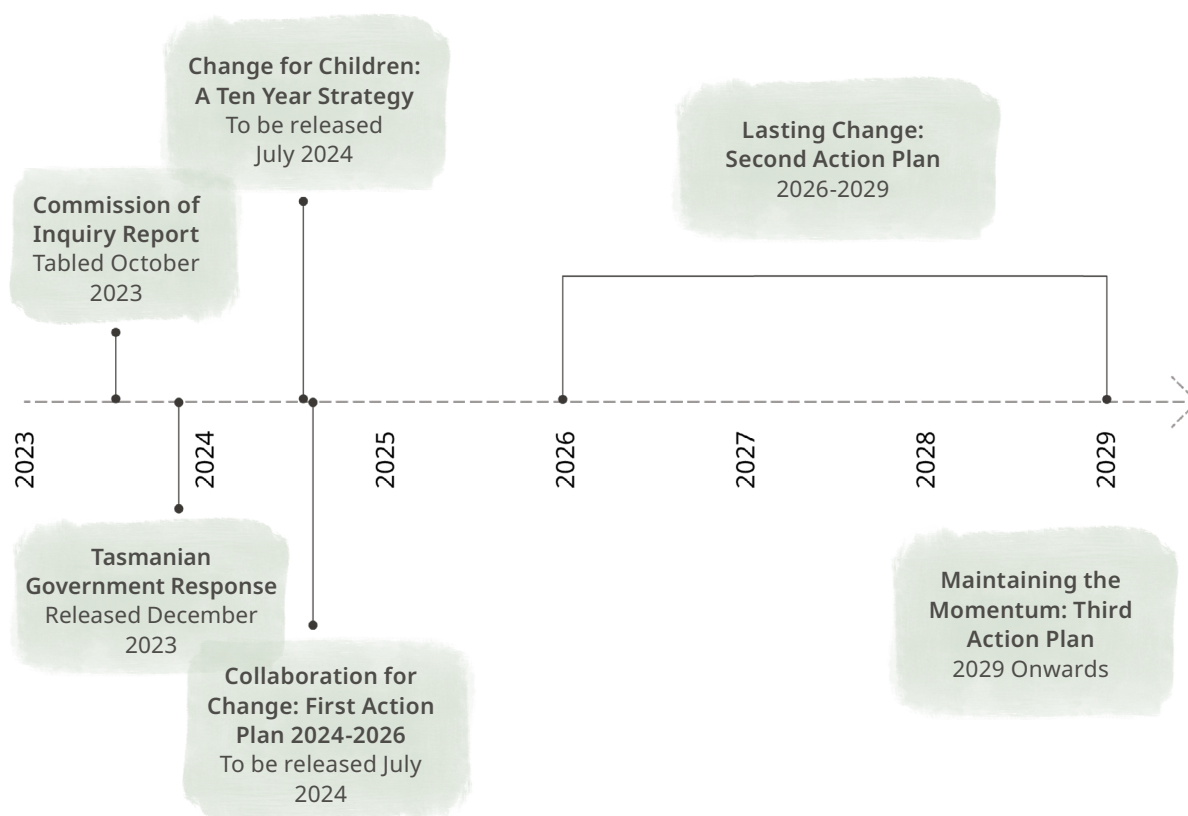 Change for Children:
A Ten Year Strategy
To be released
July 2024
Lasting Change:
Second Action Plan
2026-2029
Commission of
Inquiry Report
Tabled October
2023
2023
2024
2025
2026
2027
2028
2029
Tasmanian
Government Response
Released December
2023
Maintaining the
Momentum: Third
Action Plan
2029 Onwards
Collaboration for
Change: First Action
Plan 2024-2026
To be released July
2024